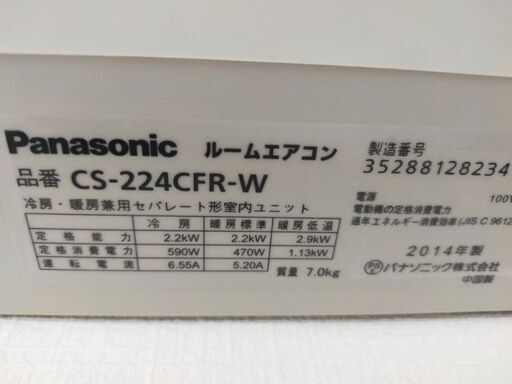 Panasonic ルームエアコン
品番 CS-224CFR-W
冷房・暖房兼用セパレート形室内ユニット
冷房 暖房標準 暖房低温
定格能力 2.2kW 2.2kW 2.9kW
定格消費電力 590W 470W 1.13kW
運転電流 6.55A 5.20A
質量 7.0kg
製造番号
35288128234
電源 100V
電動機の定格消費電力
通年エネルギー消費効率(JIS C 9612
2014年製
PS パナソニック株式会社
中国製